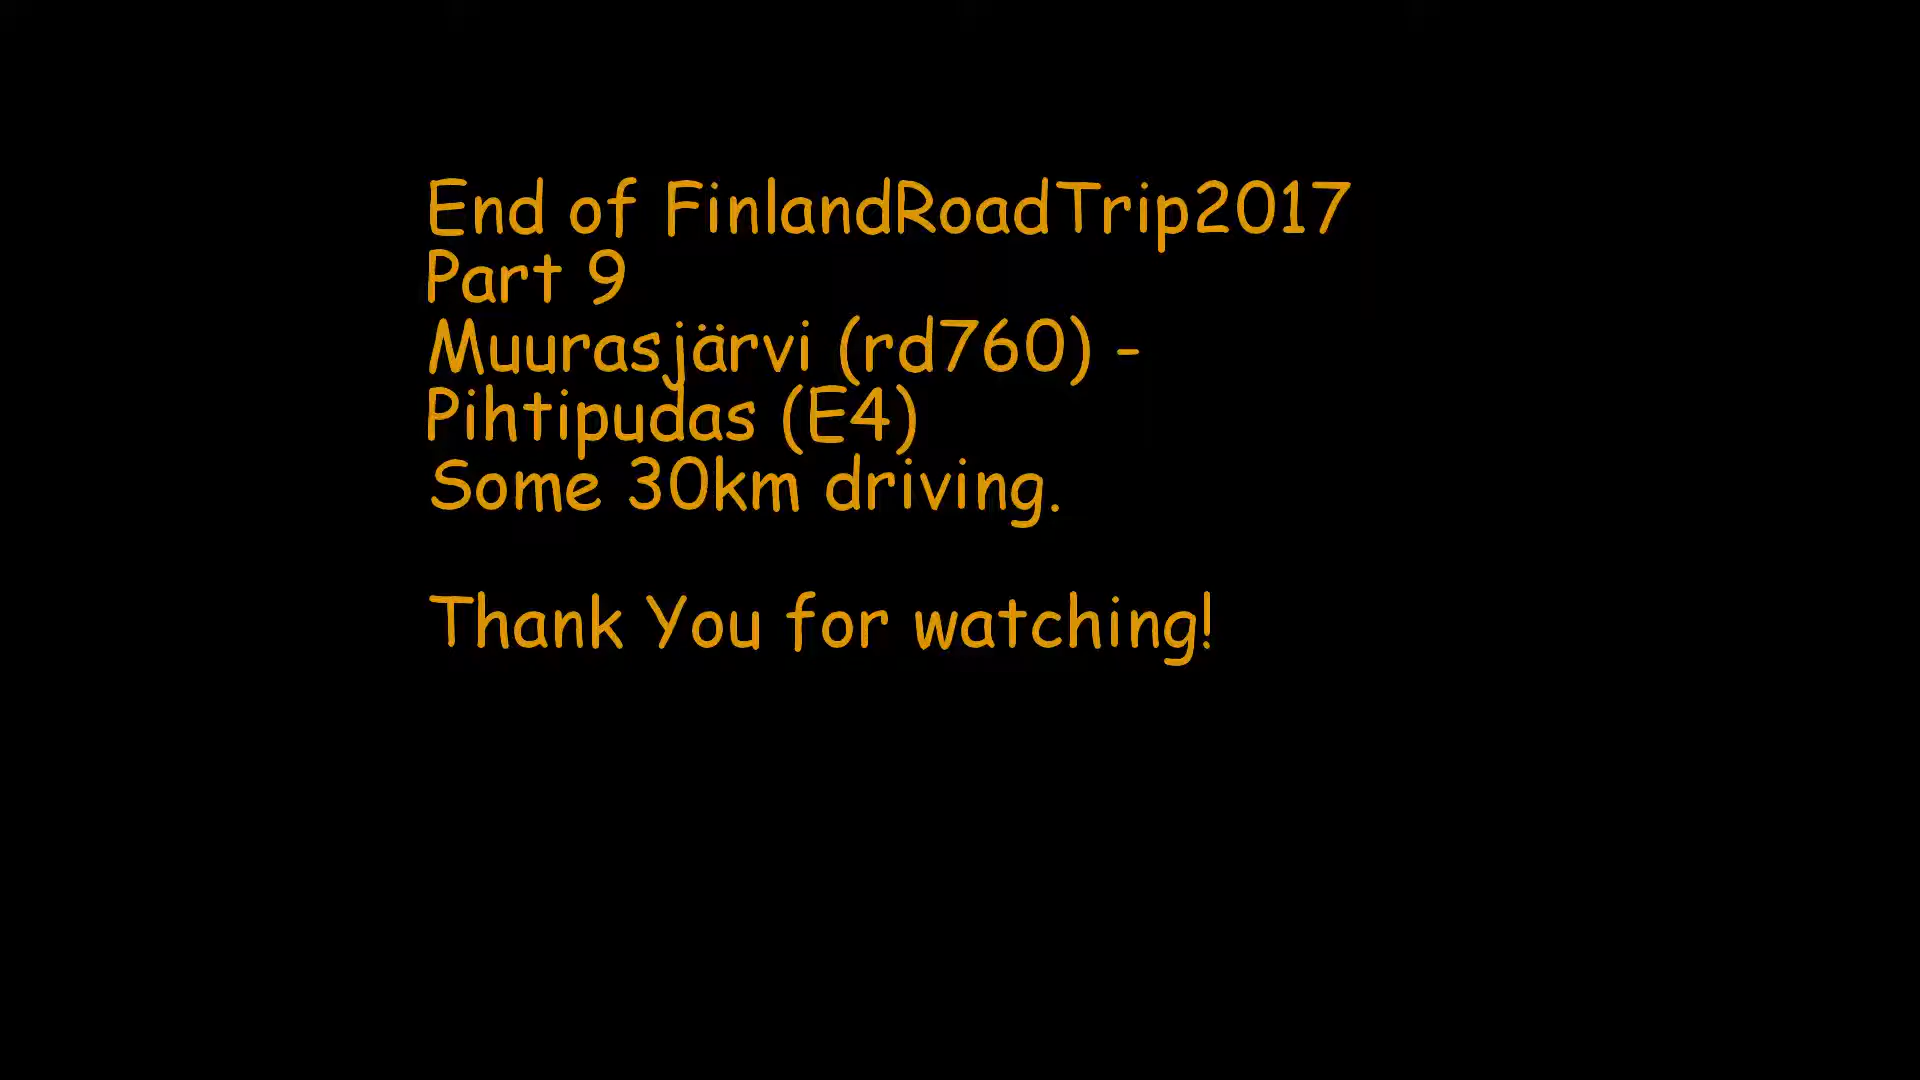 End of FinlandRoadTrip2017
Part 9
Muurasjärvi (rd760) -
Pihtipudas (E4)
Some 30km driving.
Thank You for watching!